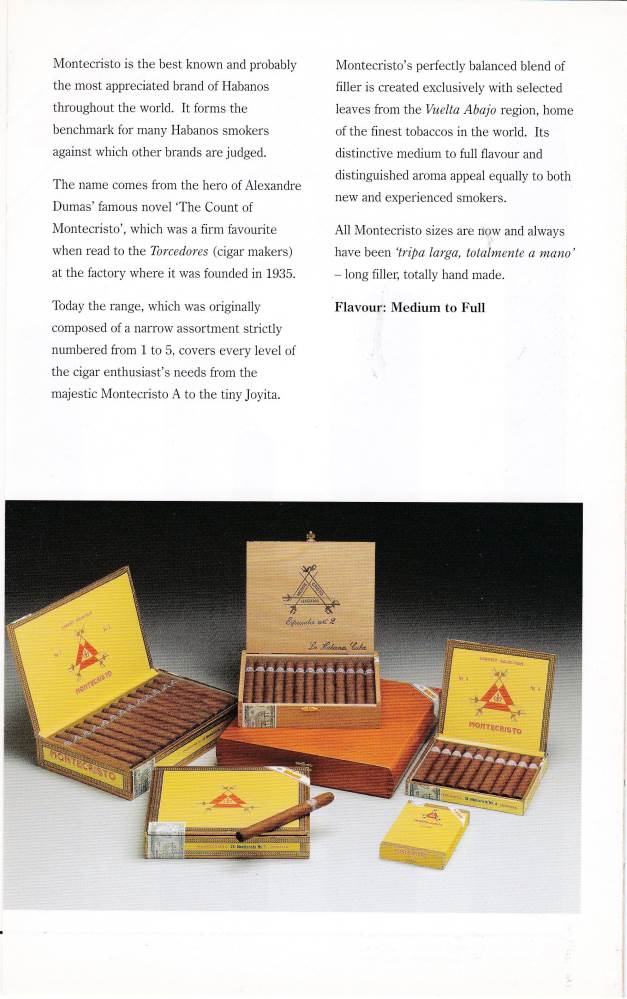 Montecristo is the best known and probably
the most appreciated brand of Habanos
throughout the world. It forms the
benchmark for many Habanos smokers
against which other brands are judged.
The name comes from the hero of Alexandre
Dumas' famous novel 'The Count of
Montecristo', which was a firm favourite
when read to the Torcedores (cigar makers)
at the factory where it was founded in 1935.
Today the range, which was originally
composed of a narrow assortment strictly
numbered from 1 to 5, covers every level of
the cigar enthusiast's needs from the
majestic Montecristo A to the tiny Joyita.
Montecristo's perfectly balanced blend of
filler is created exclusively with selected
leaves from the Vuelta Abajo region, home
of the finest tobaccos in the world. Its
distinctive medium to full flavour and
distinguished aroma appeal equally to both
new and experienced smokers.
All Montecristo sizes are now and always
have been 'tripa larga, totalmente a mano'
– long filler, totally hand made.
Flavour: Medium to Full
MONTECRISTO
MONTECRISTO
MONTE CRISTO
HABANA
Especiales No. 2
La Habana, Cuba
MONTECRISTO